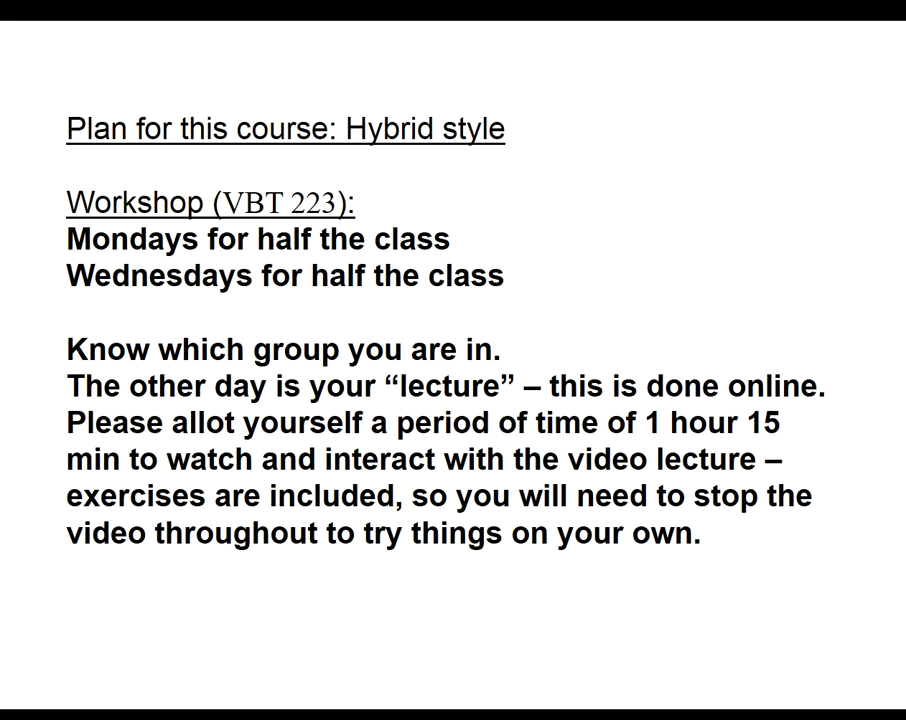 Plan for this course: Hybrid style
Workshop (VBT 223):
Mondays for half the class
Wednesdays for half the class
Know which group you are in.
The other day is your “lecture” – this is done online.
Please allot yourself a period of time of 1 hour 15
min to watch and interact with the video lecture –
exercises are included, so you will need to stop the
video throughout to try things on your own.